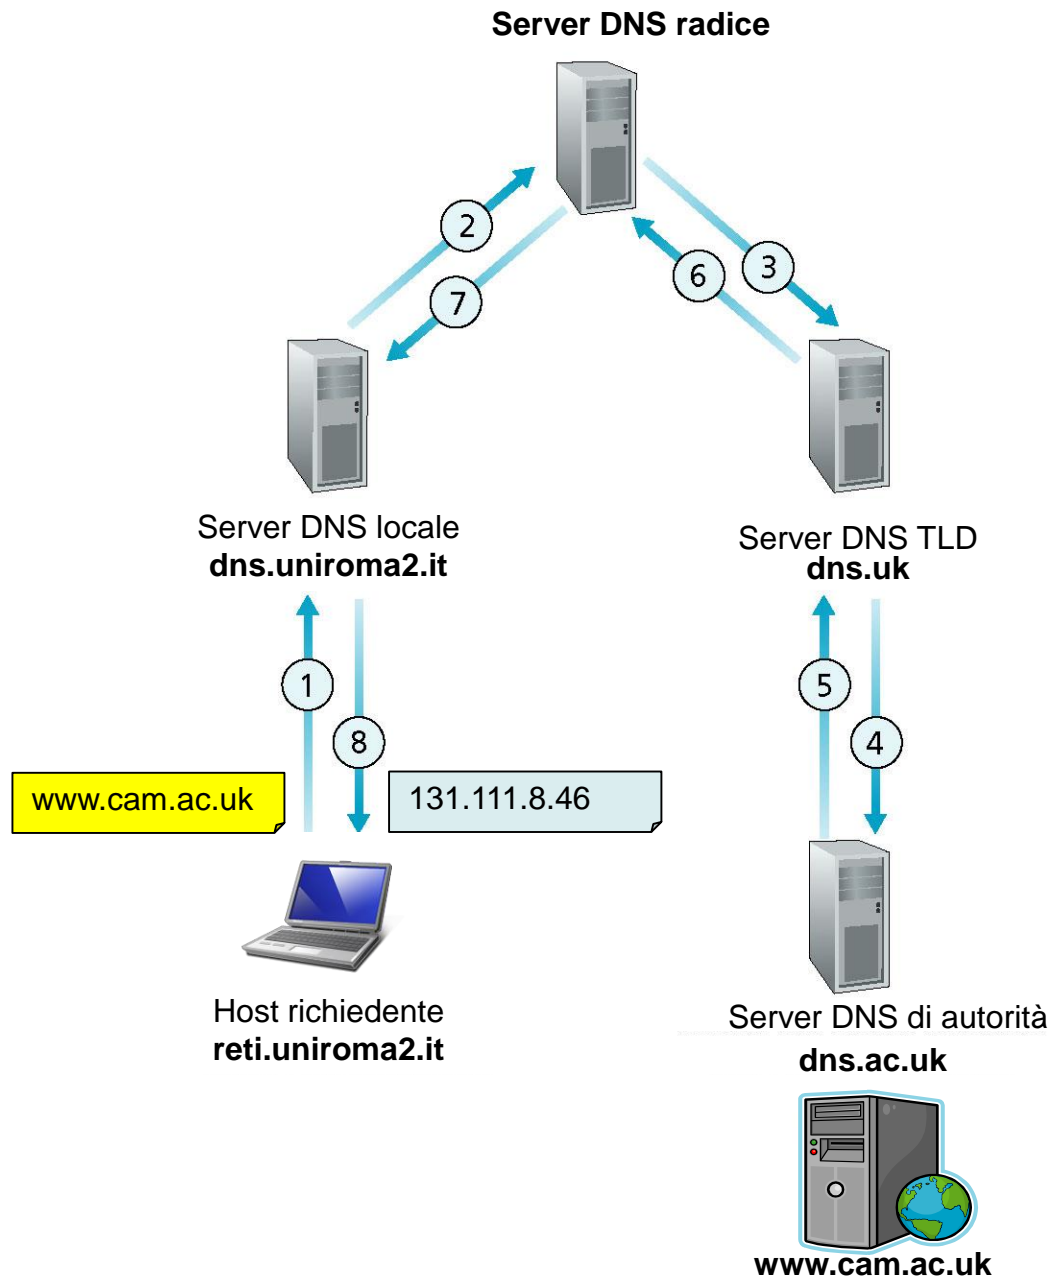 Server DNS radice
2
3
6
7
Server DNS locale
dns.uniroma2.it
Server DNS TLD
dns.uk
1
5
8
4
www.cam.ac.uk
131.111.8.46
Host richiedente
reti.uniroma2.it
Server DNS di autorità
dns.ac.uk
www.cam.ac.uk